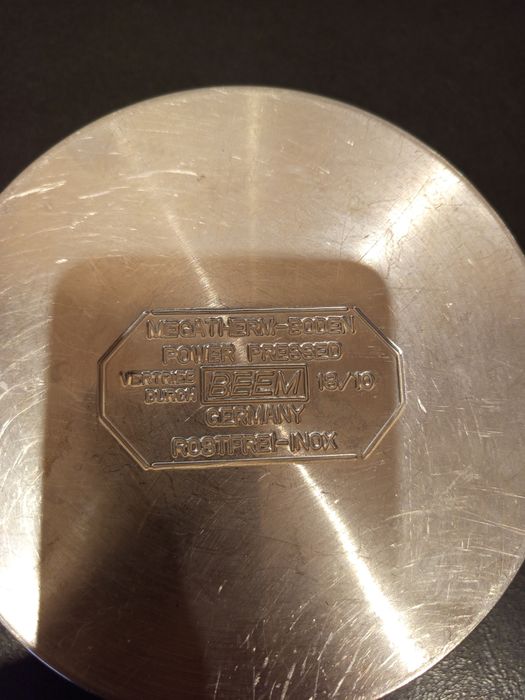 MEGATHERM-BODEN
POWER PRESSED
VERTRIEB DURCH BEEM 18/10
GERMANY
ROSTFREI-INOX